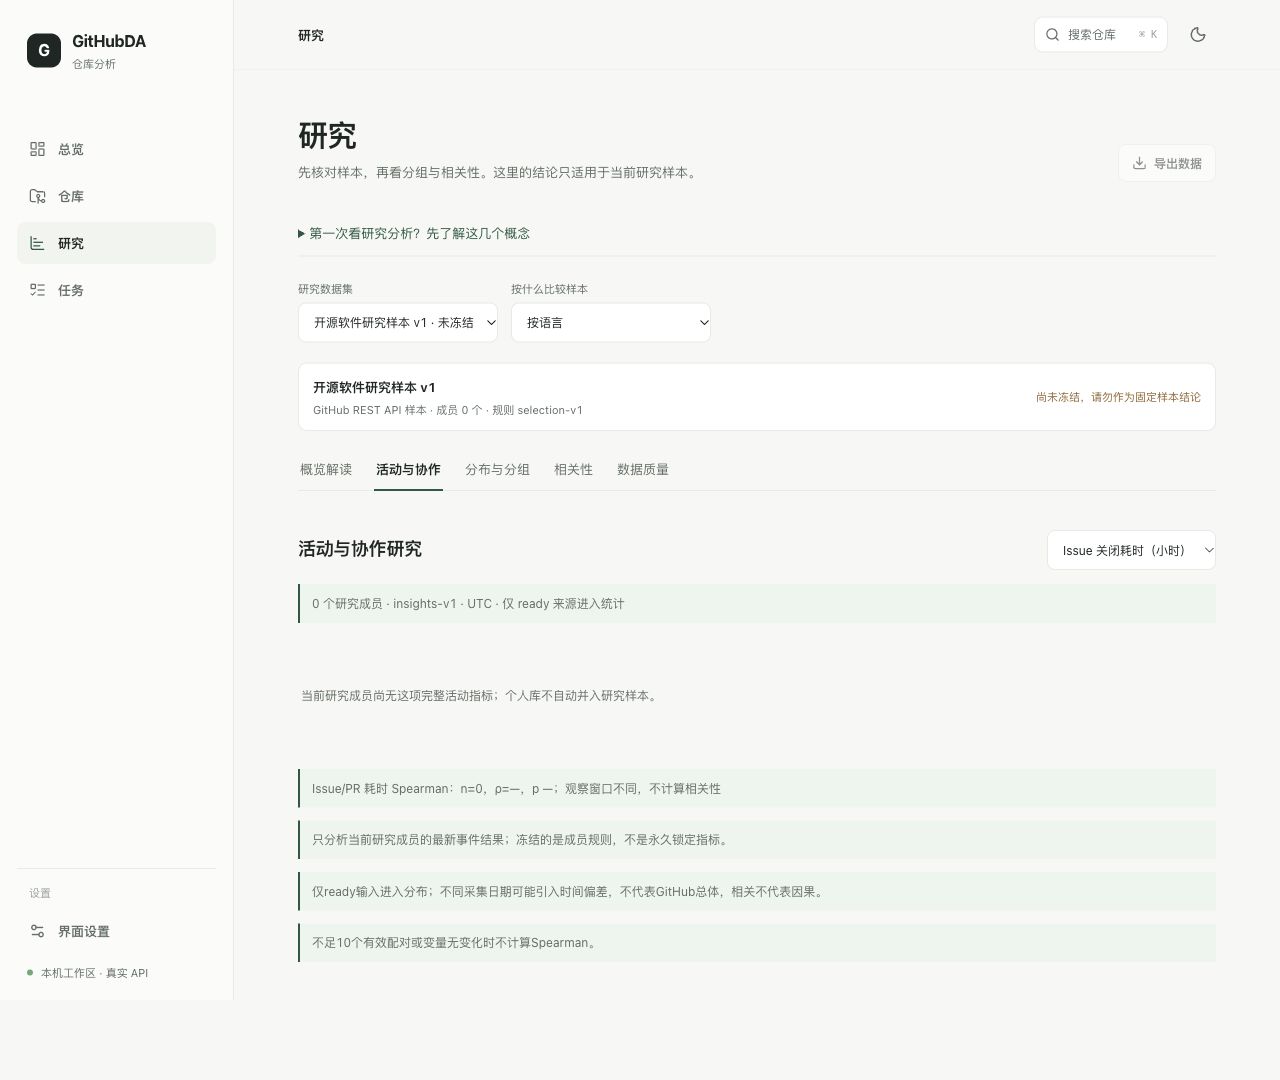 G
GitHubDA
仓库分析
总览
仓库
研究
任务
设置
界面设置
本机工作区 · 真实 API
研究
搜索仓库 ⌘ K
研究
先核对样本，再看分组与相关性。这里的结论只适用于当前研究样本。
导出数据
第一次看研究分析？先了解这几个概念
研究数据集
按什么比较样本
开源软件研究样本 v1 · 未冻结
按语言
开源软件研究样本 v1
GitHub REST API 样本 · 成员 0 个 · 规则 selection-v1
尚未冻结，请勿作为固定样本结论
概览解读 活动与协作 分布与分组 相关性 数据质量
活动与协作研究
Issue 关闭耗时（小时）
0 个研究成员 · insights-v1 · UTC · 仅 ready 来源进入统计
当前研究成员尚无这项完整活动指标；个人库不自动并入研究样本。
Issue/PR 耗时 Spearman：n=0，ρ=—，p —；观察窗口不同，不计算相关性
只分析当前研究成员的最新事件结果；冻结的是成员规则，不是永久锁定指标。
仅ready输入进入分布；不同采集日期可能引入时间偏差，不代表GitHub总体，相关不代表因果。
不足10个有效配对或变量无变化时不计算Spearman。